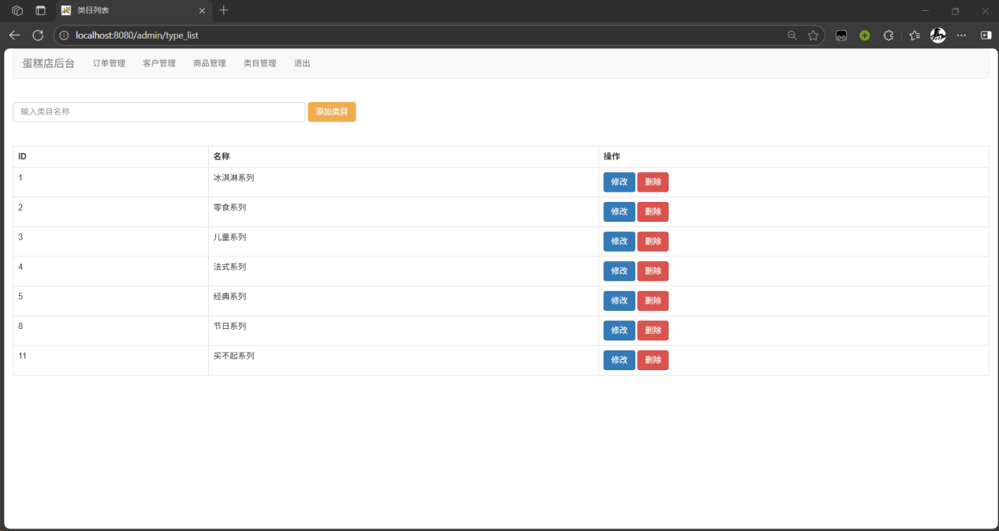 类目列表
localhost:8080/admin/type_list
蛋糕店后台 订单管理 客户管理 商品管理 类目管理 退出
输入类目名称 添加类目
ID 名称 操作
1 冰淇淋系列 修改 删除
2 零食系列 修改 删除
3 儿童系列 修改 删除
4 法式系列 修改 删除
5 经典系列 修改 删除
8 节日系列 修改 删除
11 买不起系列 修改 删除